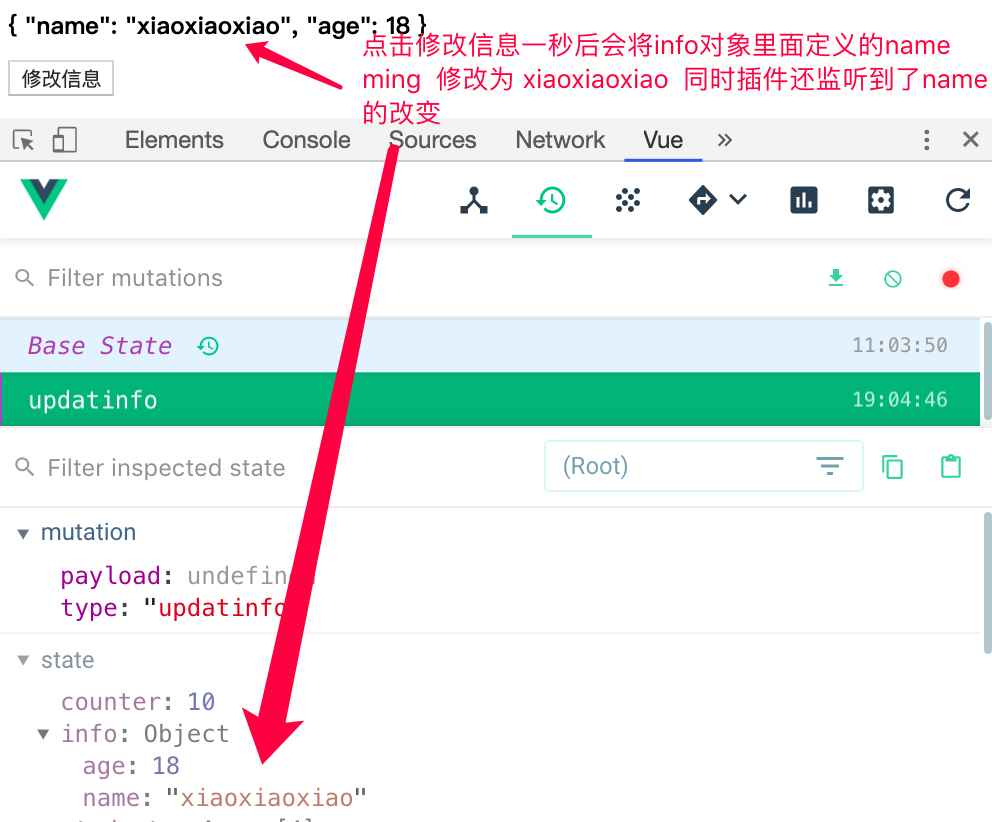 { "name": "xiaoxiaoxiao", "age": 18 }
点击修改信息一秒后会将info对象里面定义的name
ming 修改为 xiaoxiaoxiao 同时插件还监听到了name
的改变
修改信息
Elements Console Sources Network Vue »
Filter mutations
Base State 11:03:50
updatinfo 19:04:46
Filter inspected state (Root)
mutation
payload:
type: "updatinfo
state
counter: 10
info: Object
age: 18
name: "xiaoxiaoxiao"